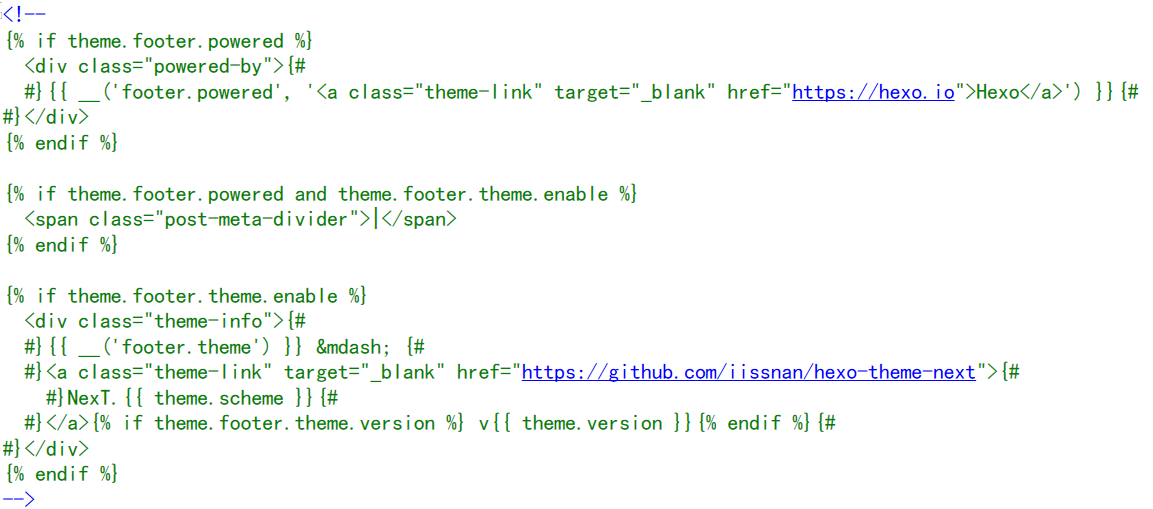 <!--
{% if theme.footer.powered %}
  <div class="powered-by">{#
  #}{{ __('footer.powered', '<a class="theme-link" target="_blank" href="https://hexo.io">Hexo</a>') }}{#
#}</div>
{% endif %}

{% if theme.footer.powered and theme.footer.theme.enable %}
  <span class="post-meta-divider">|</span>
{% endif %}

{% if theme.footer.theme.enable %}
  <div class="theme-info">{#
  #}{{ __('footer.theme') }} &mdash; {#
  #}<a class="theme-link" target="_blank" href="https://github.com/iissnan/hexo-theme-next">{#
    #}NexT.{{ theme.scheme }}{#
  #}</a>{% if theme.footer.theme.version %} v{{ theme.version }}{% endif %}{#
#}</div>
{% endif %}
-->